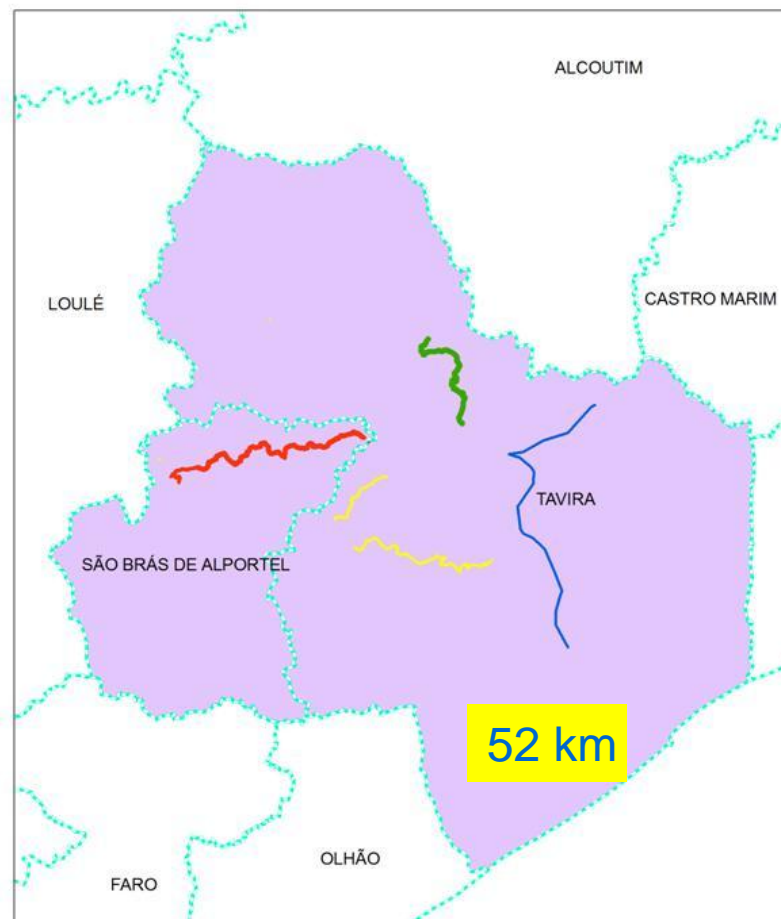 ALCOUTIM
LOULÉ
CASTRO MARIM
TAVIRA
SÃO BRÁS DE ALPORTEL
52 km
OLHÃO
FARO